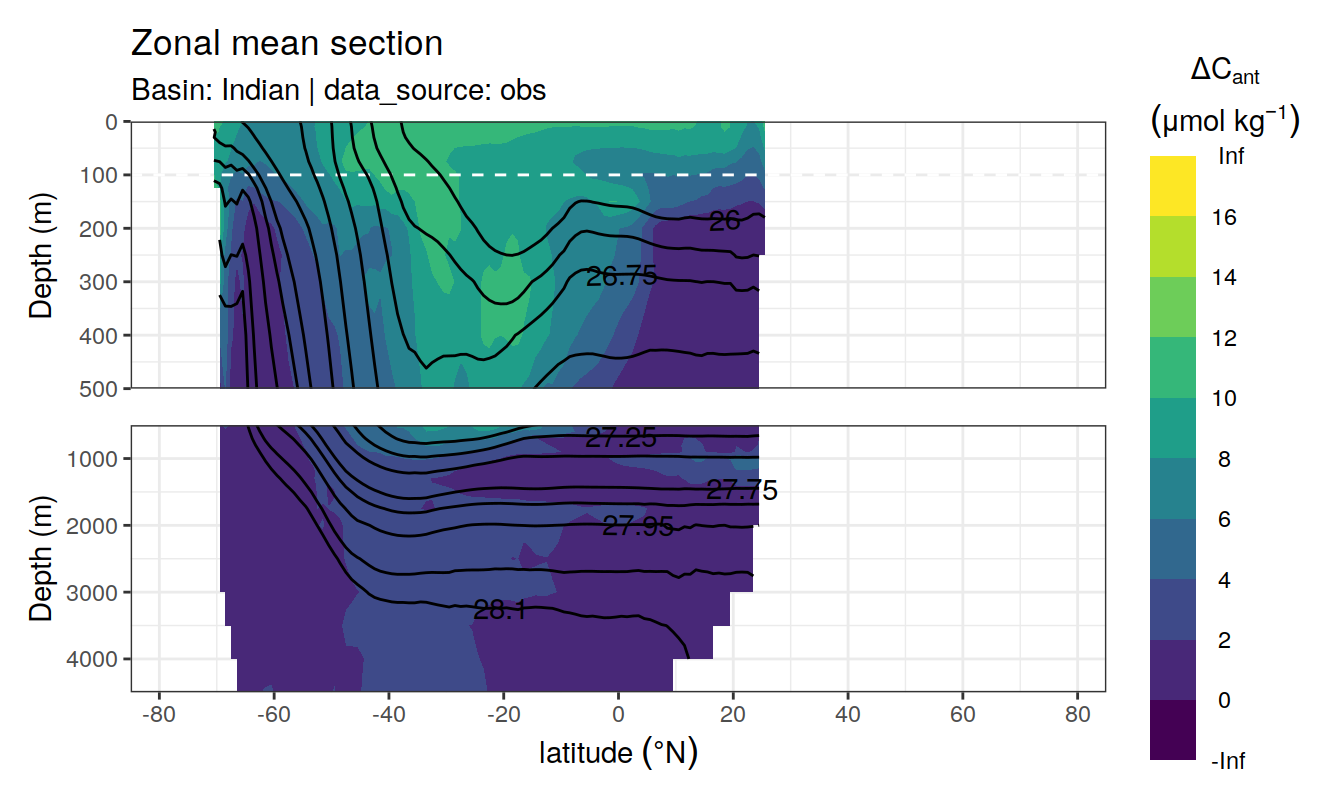 Zonal mean section
Basin: Indian | data_source: obs
ΔCant
(µmol kg−1)
Inf
16
14
12
10
8
6
4
2
0
-Inf
Depth (m)
0
100
200
300
400
500
26
26.75
Depth (m)
1000
2000
3000
4000
27.25
27.75
27.95
28.1
-80 -60 -40 -20 0 20 40 60 80
latitude (°N)